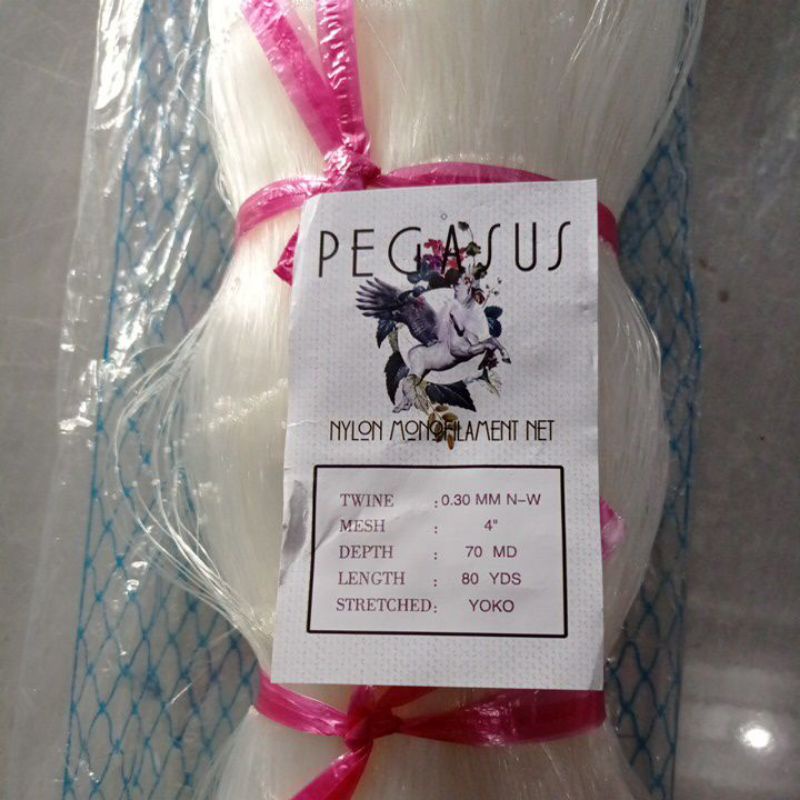 PEGASUS
NYLON MONOFILAMENT NET
TWINE : 0.30 MM N-W
MESH : 4"
DEPTH : 70 MD
LENGTH : 80 YDS
STRETCHED: YOKO